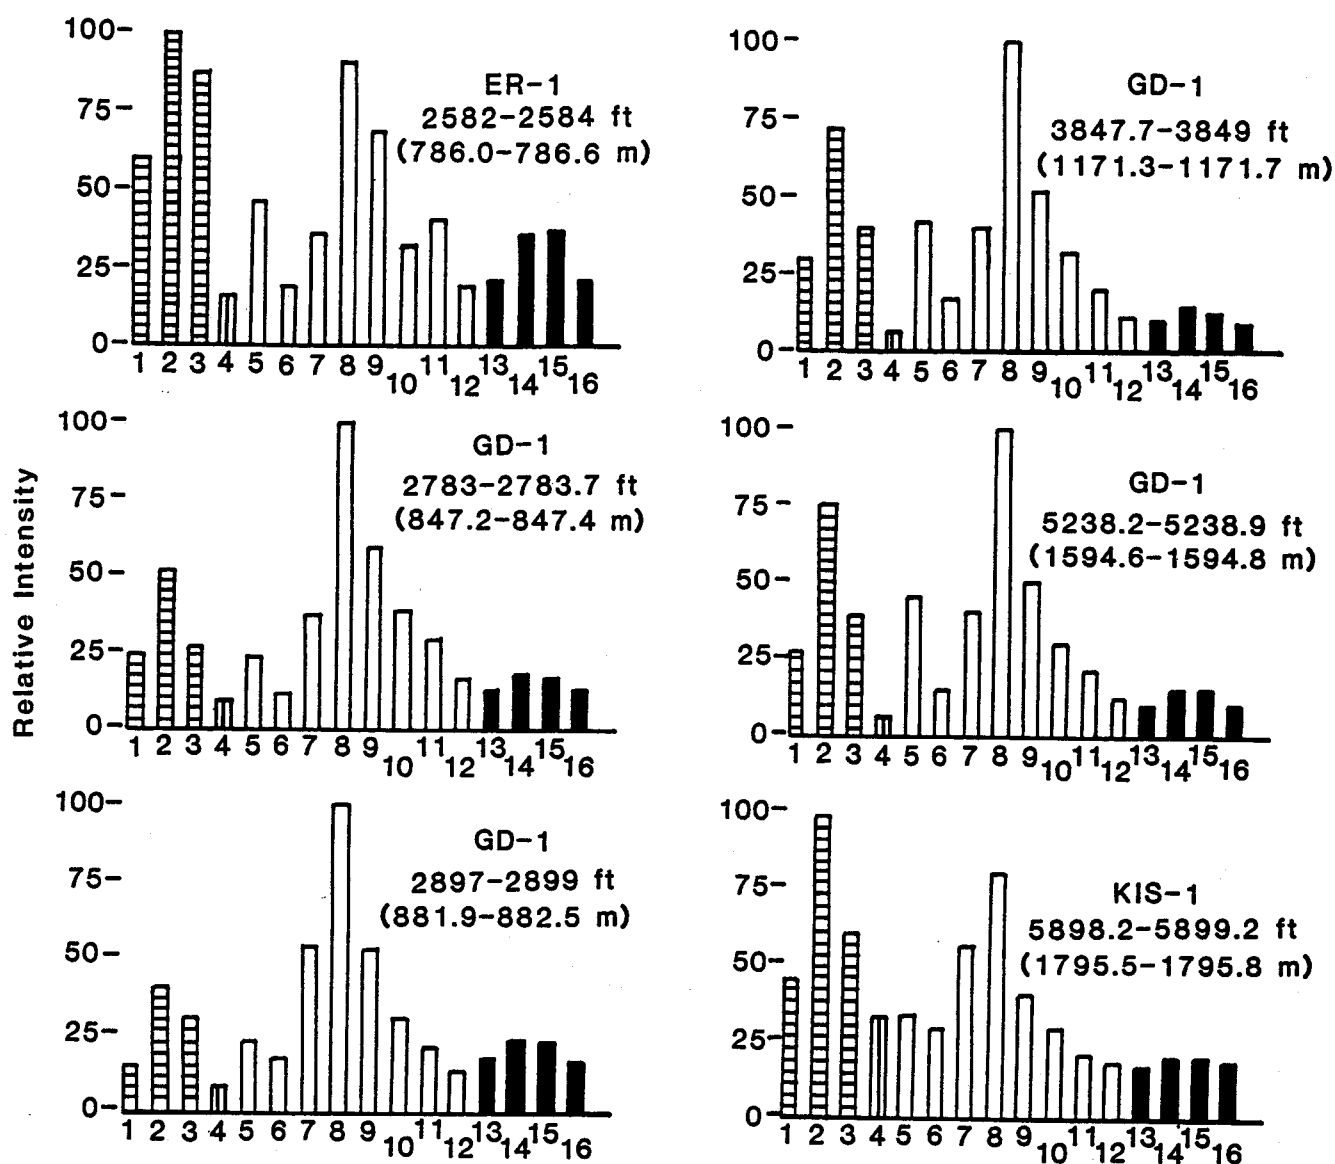 Relative Intensity
100
75
50
25
0
ER-1
2582-2584 ft
(786.0-786.6 m)
1 2 3 4 5 6 7 8 9 10 11 12 13 14 15 16
100
75
50
25
0
GD-1
3847.7-3849 ft
(1171.3-1171.7 m)
1 2 3 4 5 6 7 8 9 10 11 12 13 14 15 16
100
75
50
25
0
GD-1
2783-2783.7 ft
(847.2-847.4 m)
1 2 3 4 5 6 7 8 9 10 11 12 13 14 15 16
100
75
50
25
0
GD-1
5238.2-5238.9 ft
(1594.6-1594.8 m)
1 2 3 4 5 6 7 8 9 10 11 12 13 14 15 16
100
75
50
25
0
GD-1
2897-2899 ft
(881.9-882.5 m)
1 2 3 4 5 6 7 8 9 10 11 12 13 14 15 16
100
75
50
25
0
KIS-1
5898.2-5899.2 ft
(1795.5-1795.8 m)
1 2 3 4 5 6 7 8 9 10 11 12 13 14 15 16